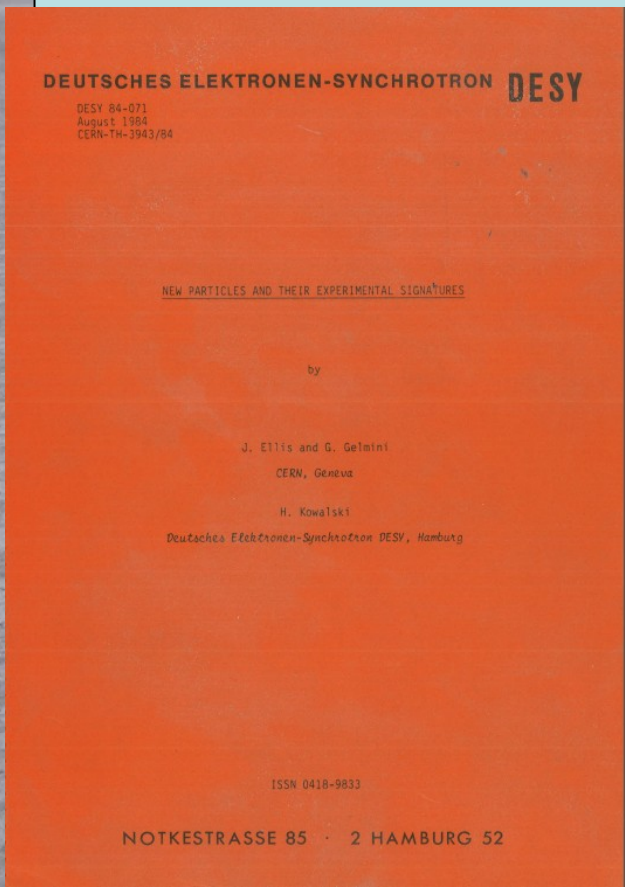 DEUTSCHES ELEKTRONEN-SYNCHROTRON DESY
DESY 84-071
August 1984
CERN-TH-3943/84
NEW PARTICLES AND THEIR EXPERIMENTAL SIGNATURES
by
J. Ellis and G. Gelmini
CERN, Geneva
H. Kowalski
Deutsches Elektronen-Synchrotron DESY, Hamburg
ISSN 0418-9833
NOTKESTRASSE 85 · 2 HAMBURG 52